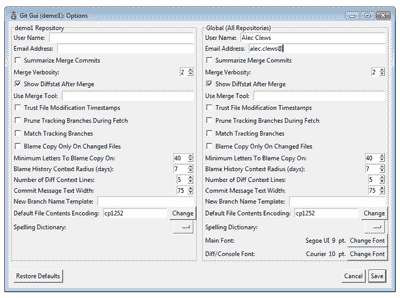 Git Gui (demo1): Options
demo1 Repository
User Name:
Email Address:
Summarize Merge Commits
Merge Verbosity: 2
Show Diffstat After Merge
Use Merge Tool:
Trust File Modification Timestamps
Prune Tracking Branches During Fetch
Match Tracking Branches
Blame Copy Only On Changed Files
Minimum Letters To Blame Copy On: 40
Blame History Context Radius (days): 7
Number of Diff Context Lines: 5
Commit Message Text Width: 75
New Branch Name Template:
Default File Contents Encoding: cp1252 Change
Spelling Dictionary:
Restore Defaults
Global (All Repositories)
User Name: Alec Clews
Email Address: alec.clews@
Summarize Merge Commits
Merge Verbosity: 2
Show Diffstat After Merge
Use Merge Tool:
Trust File Modification Timestamps
Prune Tracking Branches During Fetch
Match Tracking Branches
Blame Copy Only On Changed Files
Minimum Letters To Blame Copy On: 40
Blame History Context Radius (days): 7
Number of Diff Context Lines: 5
Commit Message Text Width: 75
New Branch Name Template:
Default File Contents Encoding: cp1252 Change
Spelling Dictionary:
Main Font: Segoe UI 9 pt. Change Font
Diff/Console Font: Courier 10 pt. Change Font
Cancel Save